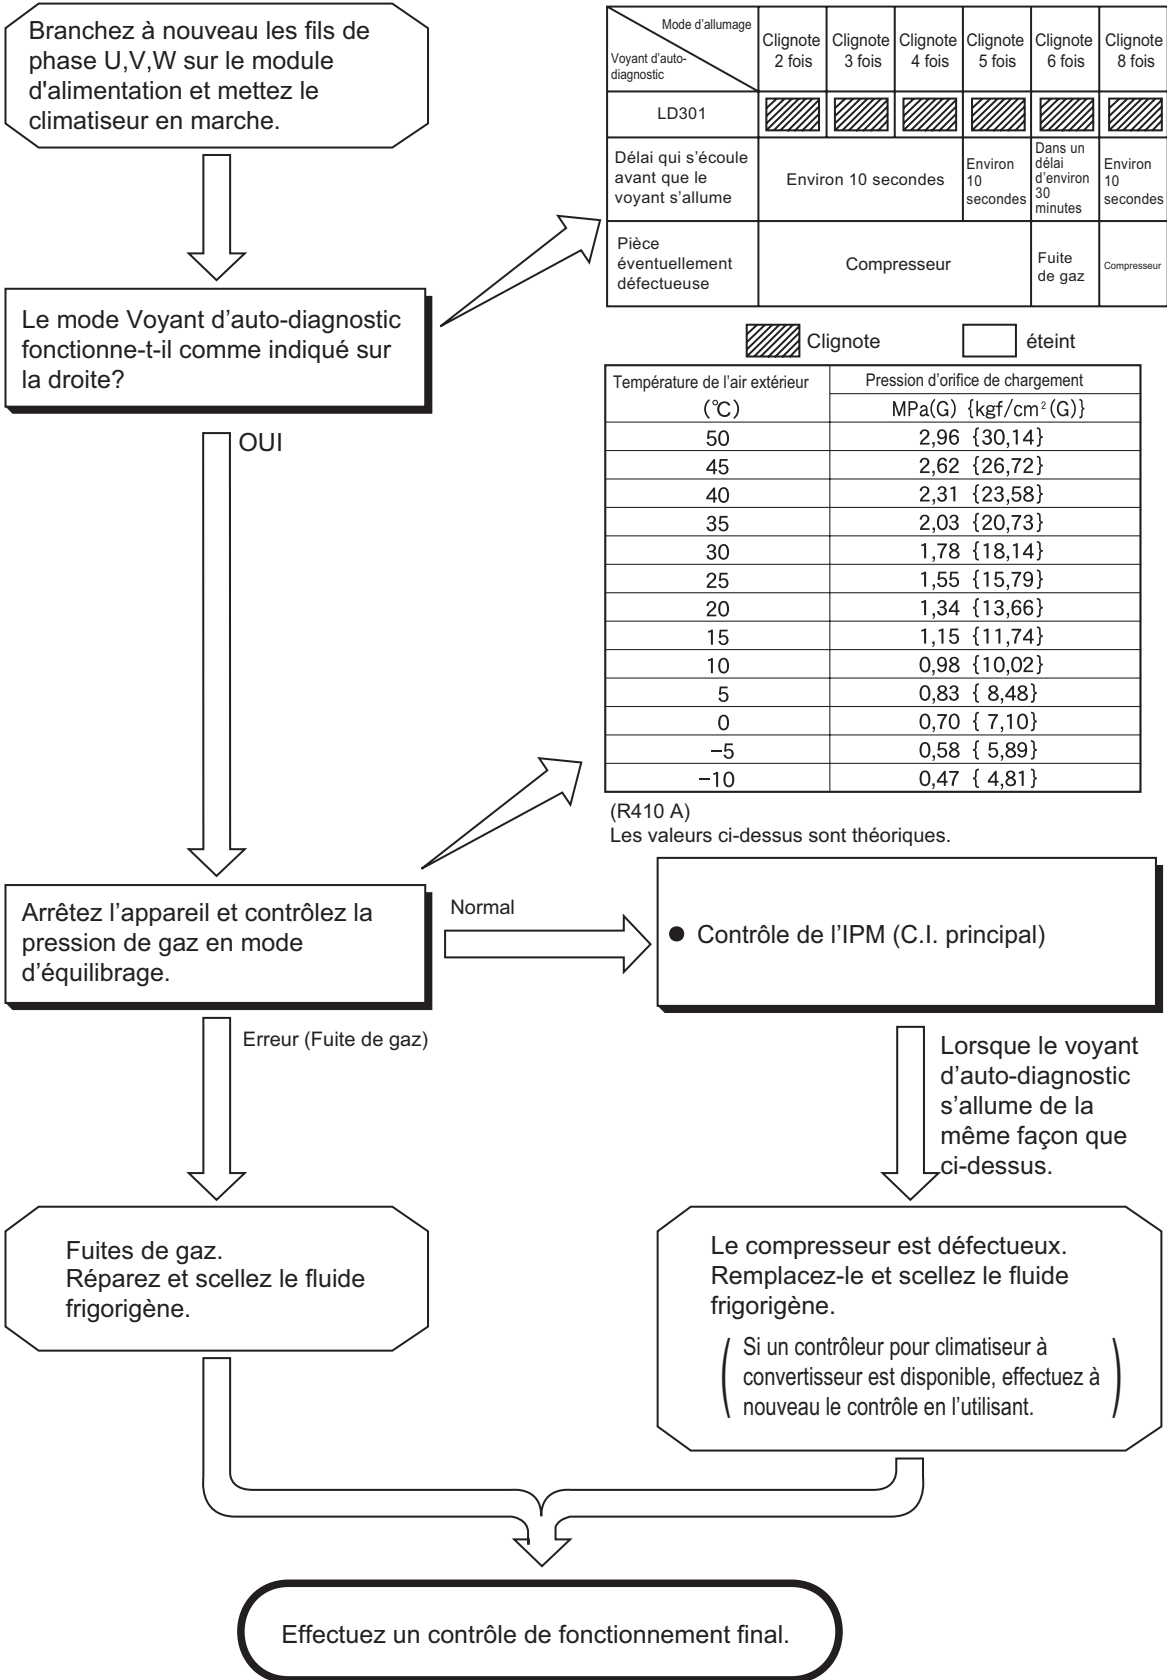 Branchez à nouveau les fils de
phase U,V,W sur le module
d'alimentation et mettez le
climatiseur en marche.
Mode d’allumage
Voyant d’auto-
diagnostic
Clignote
2 fois
Clignote
3 fois
Clignote
4 fois
Clignote
5 fois
Clignote
6 fois
Clignote
8 fois
LD301
Délai qui s’écoule
avant que le
voyant s’allume
Environ 10 secondes
Environ
10
secondes
Dans un
délai
d’environ
30
minutes
Environ
10
secondes
Pièce
éventuellement
défectueuse
Compresseur
Fuite
de gaz
Compresseur
Clignote
éteint
Le mode Voyant d’auto-diagnostic
fonctionne-t-il comme indiqué sur
la droite?
OUI
Température de l’air extérieur Pression d’orifice de chargement
(℃) MPa(G) {kgf/cm²(G)}
50 2,96 {30,14}
45 2,62 {26,72}
40 2,31 {23,58}
35 2,03 {20,73}
30 1,78 {18,14}
25 1,55 {15,79}
20 1,34 {13,66}
15 1,15 {11,74}
10 0,98 {10,02}
5 0,83 { 8,48}
0 0,70 { 7,10}
−5 0,58 { 5,89}
−10 0,47 { 4,81}
(R410 A)
Les valeurs ci-dessus sont théoriques.
Arrêtez l’appareil et contrôlez la
pression de gaz en mode
d’équilibrage.
Normal
● Contrôle de l’IPM (C.I. principal)
Erreur (Fuite de gaz)
Lorsque le voyant
d’auto-diagnostic
s’allume de la
même façon que
ci-dessus.
Fuites de gaz.
Réparez et scellez le fluide
frigorigène.
Le compresseur est défectueux.
Remplacez-le et scellez le fluide
frigorigène.
( Si un contrôleur pour climatiseur à
convertisseur est disponible, effectuez à
nouveau le contrôle en l’utilisant. )
Effectuez un contrôle de fonctionnement final.